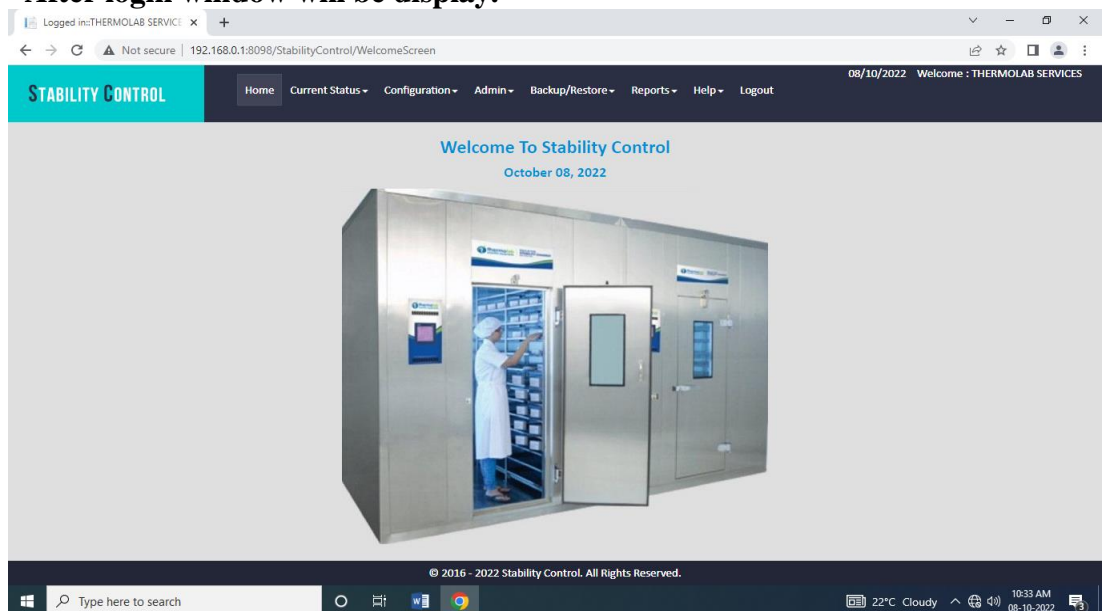 After login window will be display.
Logged in::THERMOLAB SERVICE
Not secure | 192.168.0.1:8098/StabilityControl/WelcomeScreen
08/10/2022 Welcome : THERMOLAB SERVICES
STABILITY CONTROL
Home Current Status Configuration Admin Backup/Restore Reports Help Logout
Welcome To Stability Control
October 08, 2022
© 2016 - 2022 Stability Control. All Rights Reserved.
Type here to search
22°C Cloudy
10:33 AM
08-10-2022
3